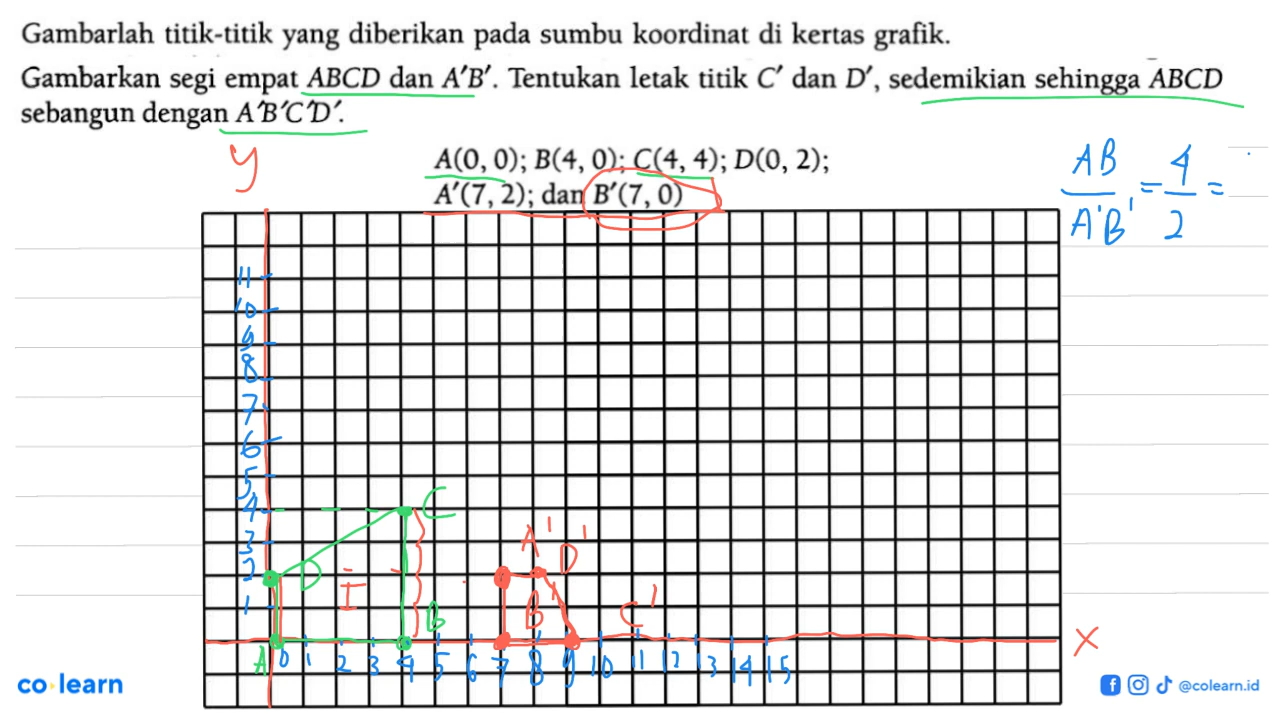 Gambarlah titik-titik yang diberikan pada sumbu koordinat di kertas grafik.
Gambarkan segi empat ABCD dan A'B'. Tentukan letak titik C' dan D', sedemikian sehingga ABCD
sebangun dengan A'B'C'D'.
A(0, 0); B(4, 0); C(4, 4); D(0, 2);
A'(7, 2); dan B'(7, 0)
AB/A'B' = 4/2 =
y
11
10
9
8
7
6
5
4
3
2
1
C
D
I
B
A
A'
D'
B'
C'
0 1 2 3 4 5 6 7 8 9 10 11 12 13 14 15
X
co learn
@colearn.id